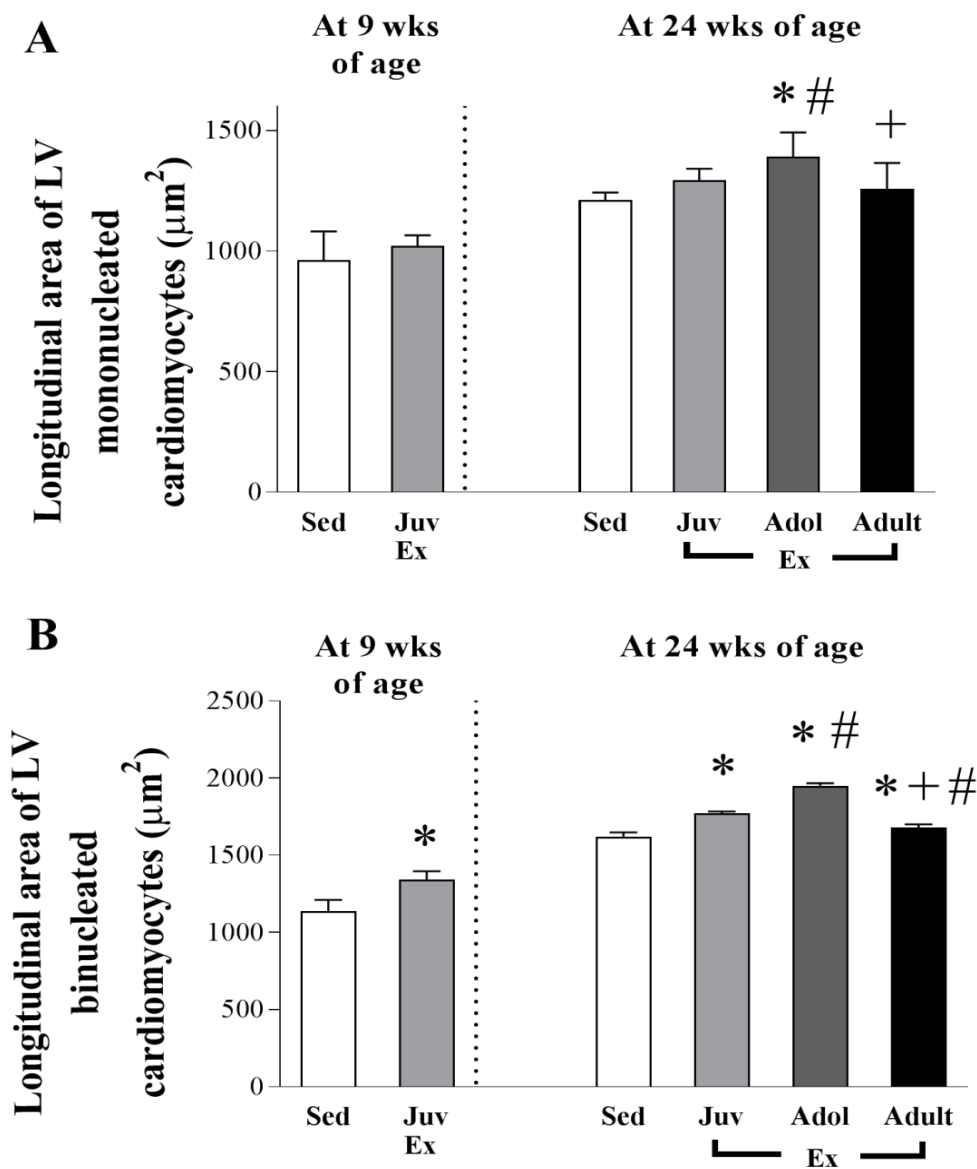 A
At 9 wks
of age
At 24 wks of age
Longitudinal area of LV
mononucleated
cardiomyocytes (μm²)
1500
1000
500
0
* #
+
Sed
Juv
Ex
Sed
Juv
Adol
Adult
Ex
B
At 9 wks
of age
At 24 wks of age
Longitudinal area of LV
binucleated
cardiomyocytes (μm²)
2500
2000
1500
1000
500
0
*
*
* #
* + #
Sed
Juv
Ex
Sed
Juv
Adol
Adult
Ex